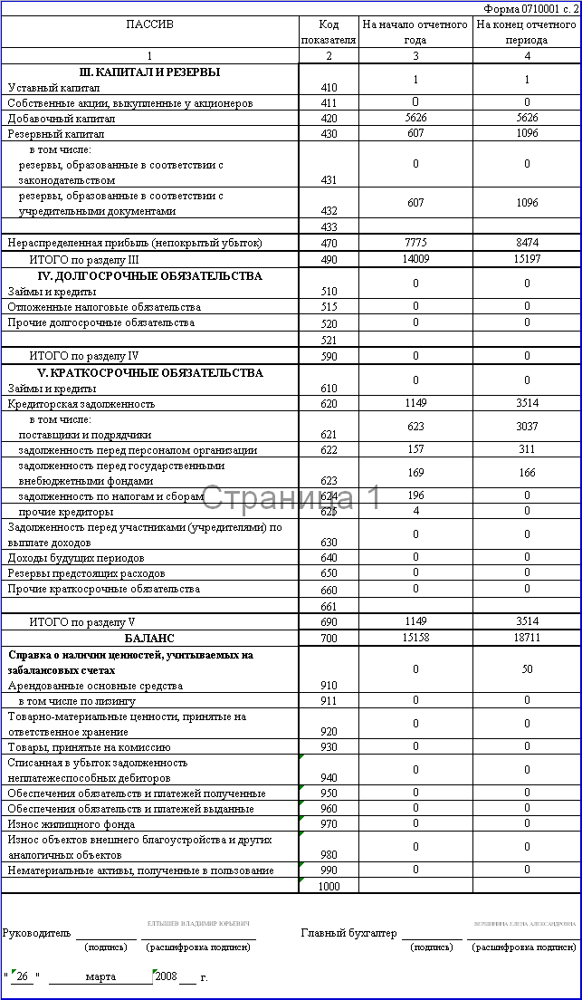 Форма 0710001 с. 2
ПАССИВ Код показателя На начало отчетного года На конец отчетного периода
1 2 3 4
III. КАПИТАЛ И РЕЗЕРВЫ
Уставный капитал 410 1 1
Собственные акции, выкупленные у акционеров 411 0 0
Добавочный капитал 420 5626 5626
Резервный капитал 430 607 1096
в том числе:
резервы, образованные в соответствии с
законодательством 431 0 0
резервы, образованные в соответствии с
учредительными документами 432 607 1096
433
Нераспределенная прибыль (непокрытый убыток) 470 7775 8474
ИТОГО по разделу III 490 14009 15197
IV. ДОЛГОСРОЧНЫЕ ОБЯЗАТЕЛЬСТВА
Займы и кредиты 510 0 0
Отложенные налоговые обязательства 515 0 0
Прочие долгосрочные обязательства 520 0 0
521
ИТОГО по разделу IV 590 0 0
V. КРАТКОСРОЧНЫЕ ОБЯЗАТЕЛЬСТВА
Займы и кредиты 610 0 0
Кредиторская задолженность 620 1149 3514
в том числе:
поставщики и подрядчики 621 623 3037
задолженность перед персоналом организации 622 157 311
задолженность перед государственными
внебюджетными фондами 623 169 166
Страница 1
задолженность по налогам и сборам 624 196 0
прочие кредиторы 625 4 0
Задолженность перед участниками (учредителями) по
выплате доходов 630 0 0
Доходы будущих периодов 640 0 0
Резервы предстоящих расходов 650 0 0
Прочие краткосрочные обязательства 660 0 0
661
ИТОГО по разделу V 690 1149 3514
БАЛАНС 700 15158 18711
Справка о наличии ценностей, учитываемых на
забалансовых счетах
Арендованные основные средства 910 0 50
в том числе по лизингу 911 0 0
Товарно-материальные ценности, принятые на
ответственное хранение 920 0 0
Товары, принятые на комиссию 930 0 0
Списанная в убыток задолженность
неплатежеспособных дебиторов 940 0 0
Обеспечения обязательств и платежей полученные 950 0 0
Обеспечения обязательств и платежей выданные 960 0 0
Износ жилищного фонда 970 0 0
Износ объектов внешнего благоустройства и других
аналогичных объектов 980 0 0
Нематериальные активы, полученные в пользование 990 0 0
1000
ЕЛТЫШЕВ ВЛАДИМИР ЮРЬЕВИЧ ВЕРШИНИНА ЕЛЕНА АЛЕКСАНДРОВНА
Руководитель Главный бухгалтер
(подпись) (расшифровка подписи) (подпись) (расшифровка подписи)
" 26 " марта 2008 г.